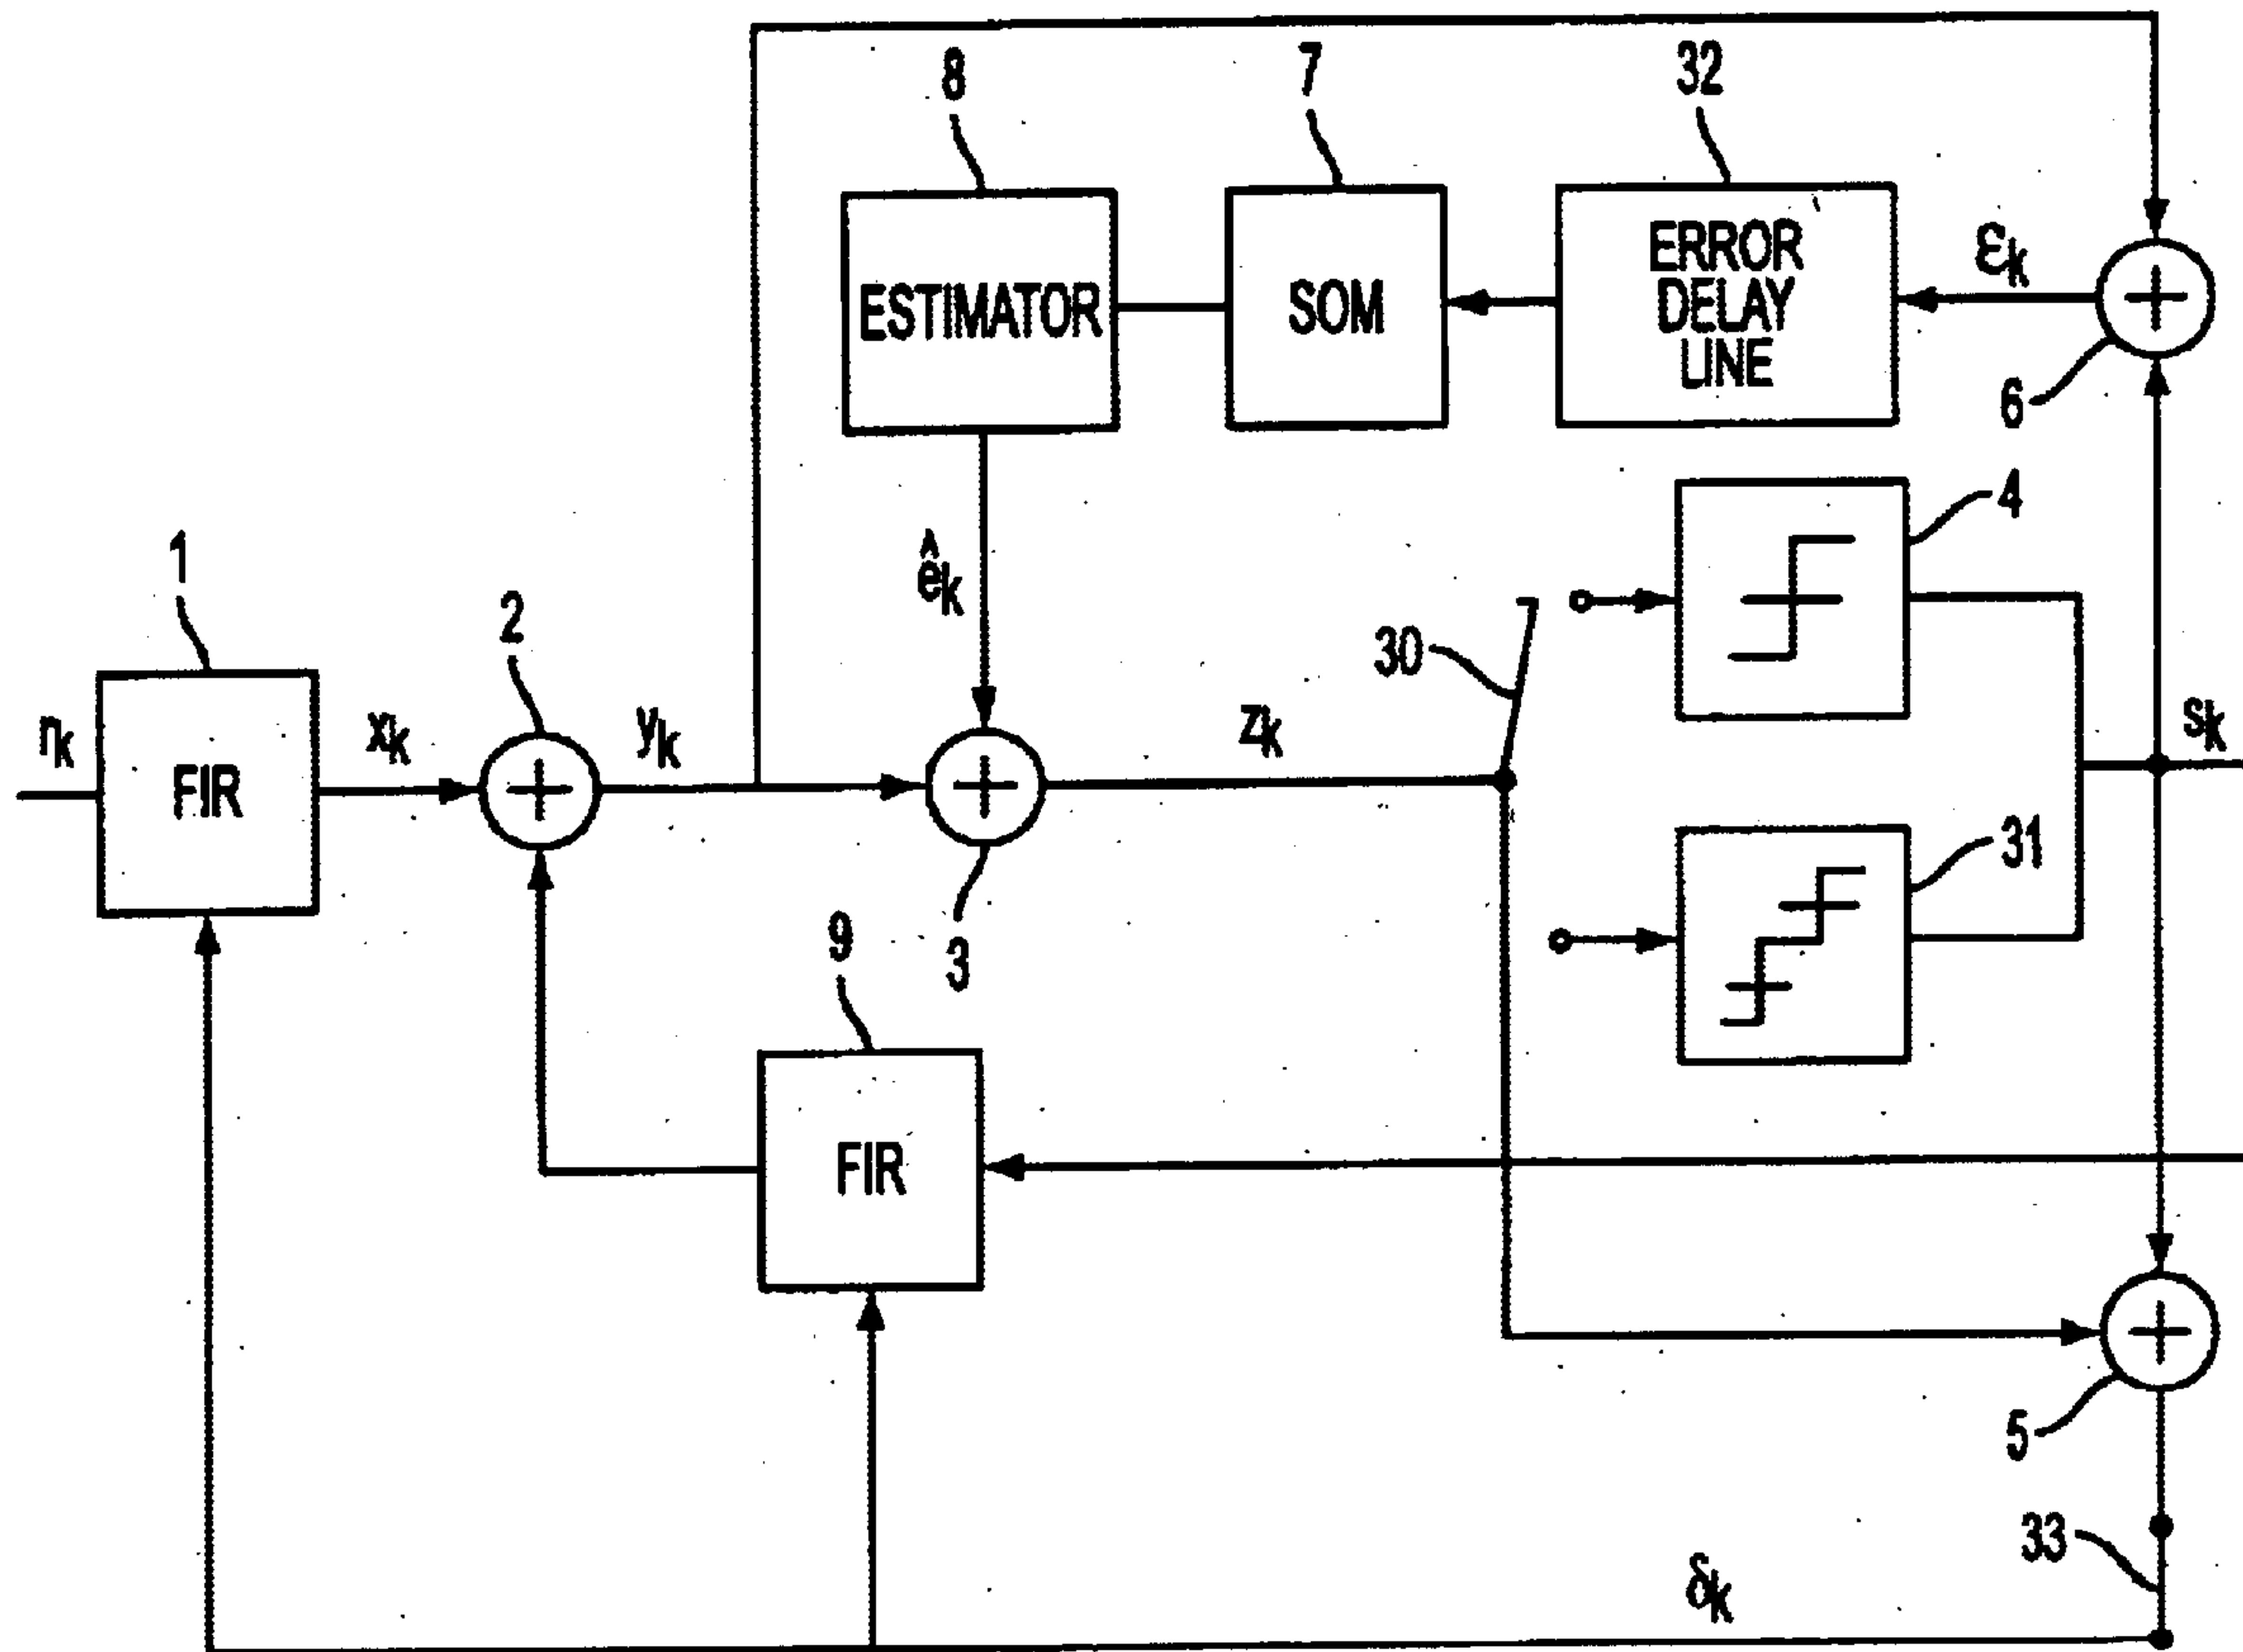 8
7
32
ESTIMATOR
SOM
ERROR
DELAY
LINE
εk
6
4
1
êk
2
30
rk
FIR
xk
yk
zk
sk
31
3
9
FIR
5
33
δk